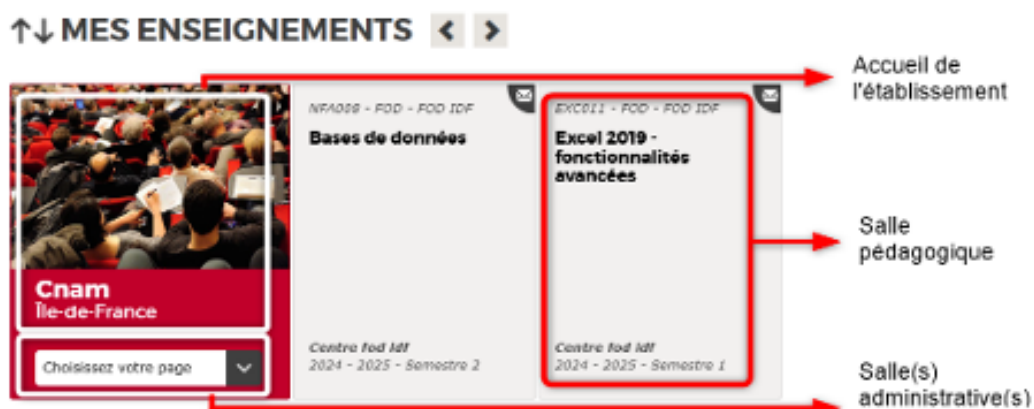 ↑↓ MES ENSEIGNEMENTS < >
Accueil de
l'établissement
NFA008 - FOD - FOD IDF
Bases de données
EXC011 - FOD - FOD IDF
Excel 2019 -
fonctionnalités
avancées
Salle
pédagogique
Cnam
Île-de-France
Choisissez votre page
Centre fod idf
2024 - 2025 - Semestre 2
Centre fod idf
2024 - 2025 - Semestre 1
Salle(s)
administrative(s)